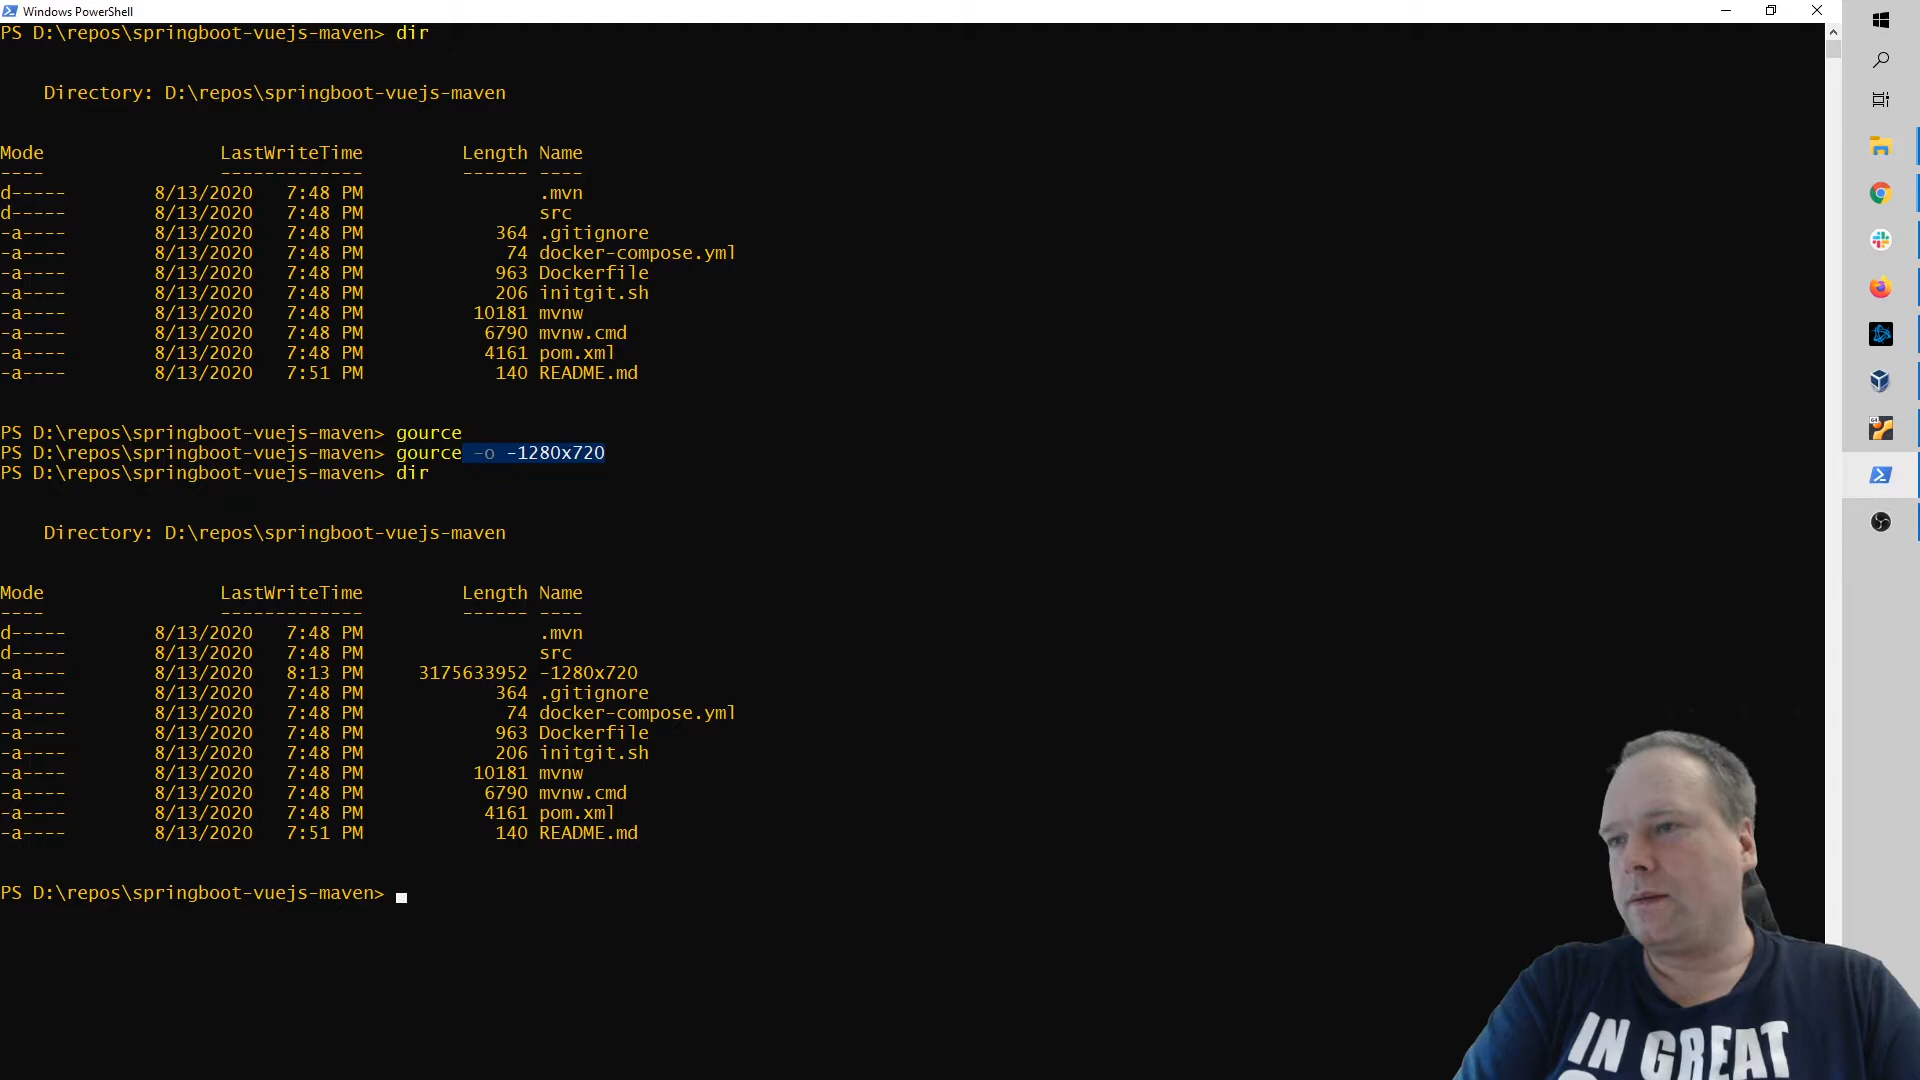 Windows PowerShell
PS D:\repos\springboot-vuejs-maven> dir
Directory: D:\repos\springboot-vuejs-maven
Mode LastWriteTime Length Name
---- ------------- ------ ----
d----- 8/13/2020 7:48 PM .mvn
d----- 8/13/2020 7:48 PM src
-a---- 8/13/2020 7:48 PM 364 .gitignore
-a---- 8/13/2020 7:48 PM 74 docker-compose.yml
-a---- 8/13/2020 7:48 PM 963 Dockerfile
-a---- 8/13/2020 7:48 PM 206 initgit.sh
-a---- 8/13/2020 7:48 PM 10181 mvnw
-a---- 8/13/2020 7:48 PM 6790 mvnw.cmd
-a---- 8/13/2020 7:48 PM 4161 pom.xml
-a---- 8/13/2020 7:51 PM 140 README.md
PS D:\repos\springboot-vuejs-maven> gource
PS D:\repos\springboot-vuejs-maven> gource -o -1280x720
PS D:\repos\springboot-vuejs-maven> dir
Directory: D:\repos\springboot-vuejs-maven
Mode LastWriteTime Length Name
---- ------------- ------ ----
d----- 8/13/2020 7:48 PM .mvn
d----- 8/13/2020 7:48 PM src
-a---- 8/13/2020 8:13 PM 3175633952 -1280x720
-a---- 8/13/2020 7:48 PM 364 .gitignore
-a---- 8/13/2020 7:48 PM 74 docker-compose.yml
-a---- 8/13/2020 7:48 PM 963 Dockerfile
-a---- 8/13/2020 7:48 PM 206 initgit.sh
-a---- 8/13/2020 7:48 PM 10181 mvnw
-a---- 8/13/2020 7:48 PM 6790 mvnw.cmd
-a---- 8/13/2020 7:48 PM 4161 pom.xml
-a---- 8/13/2020 7:51 PM 140 README.md
PS D:\repos\springboot-vuejs-maven>
IN GREAT